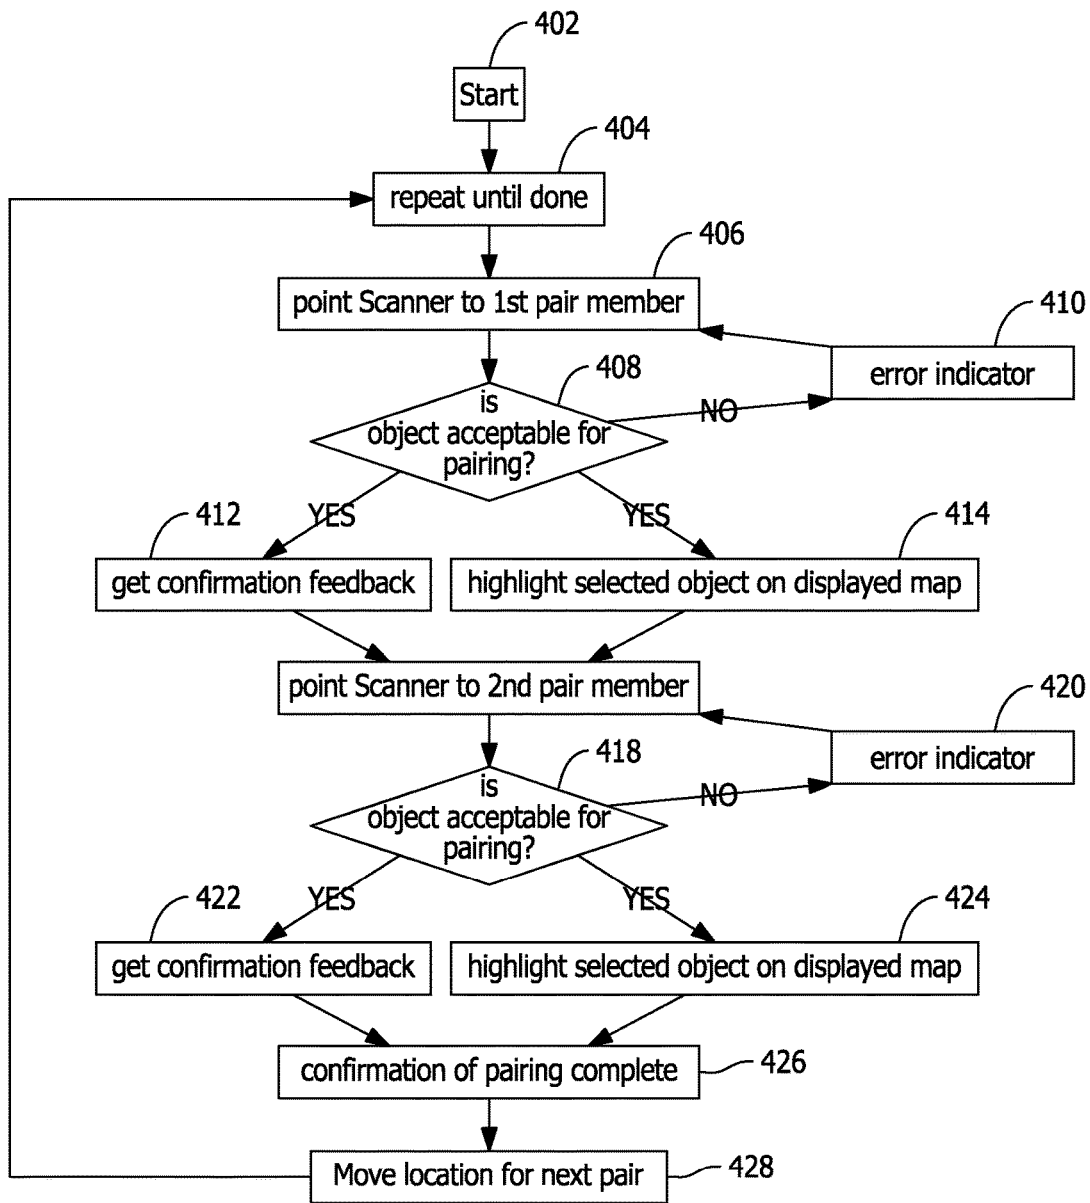 402
Start
404
repeat until done
406
point Scanner to 1st pair member
410
error indicator
408
is
object acceptable for
pairing?
NO
YES
YES
412
get confirmation feedback
414
highlight selected object on displayed map
point Scanner to 2nd pair member
420
error indicator
418
is
object acceptable for
pairing?
NO
YES
YES
422
get confirmation feedback
424
highlight selected object on displayed map
confirmation of pairing complete
426
Move location for next pair
428